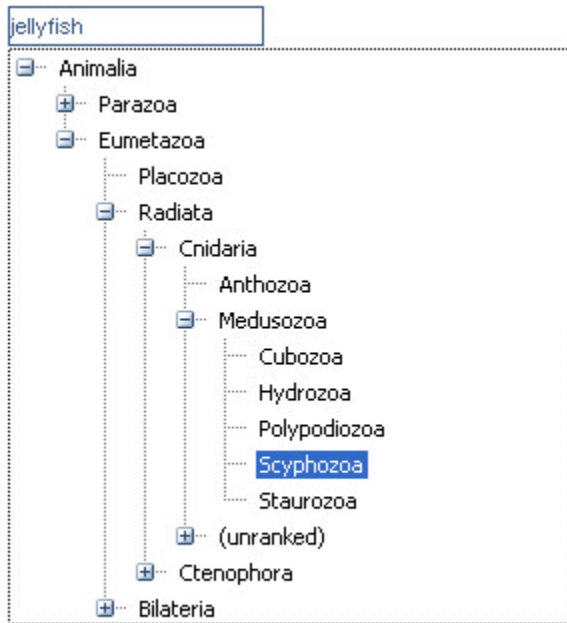 jellyfish
Animalia
Parazoa
Eumetazoa
Placozoa
Radiata
Cnidaria
Anthozoa
Medusozoa
Cubozoa
Hydrozoa
Polypodiozoa
Scyphozoa
Staurozoa
(unranked)
Ctenophora
Bilateria